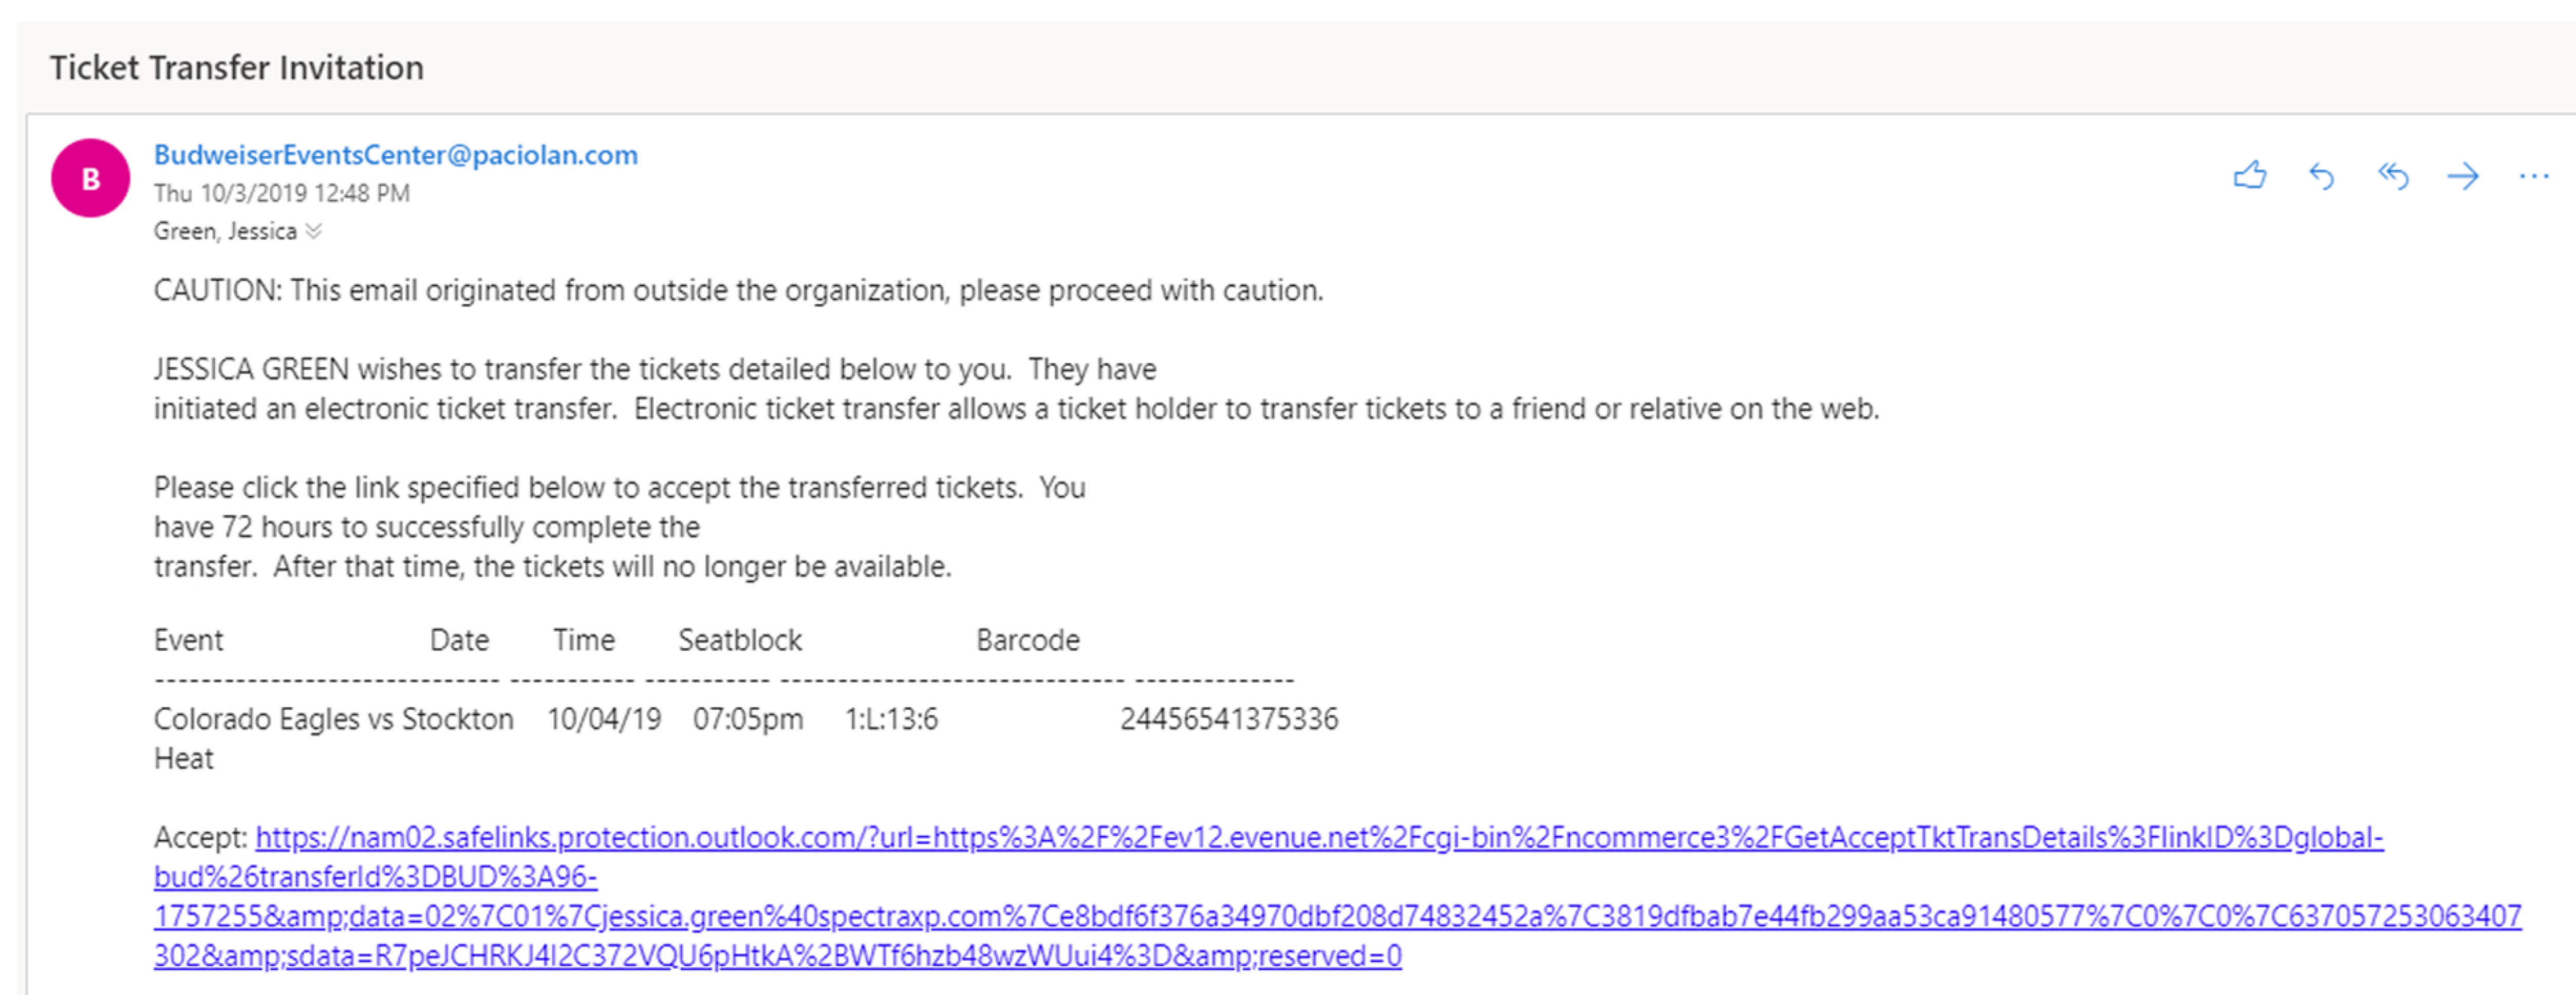 Ticket Transfer Invitation
B
BudweiserEventsCenter@paciolan.com
Thu 10/3/2019 12:48 PM
Green, Jessica
CAUTION: This email originated from outside the organization, please proceed with caution.
JESSICA GREEN wishes to transfer the tickets detailed below to you.  They have
initiated an electronic ticket transfer.  Electronic ticket transfer allows a ticket holder to transfer tickets to a friend or relative on the web.
Please click the link specified below to accept the transferred tickets.  You
have 72 hours to successfully complete the
transfer.  After that time, the tickets will no longer be available.
Event Date Time Seatblock Barcode
------------------------------ ----------- ----------- ------------------------------ --------------
Colorado Eagles vs Stockton 10/04/19 07:05pm 1:L:13:6 24456541375336
Heat
Accept: https://nam02.safelinks.protection.outlook.com/?url=https%3A%2F%2Fev12.evenue.net%2Fcgi-bin%2Fncommerce3%2FGetAcceptTktTransDetails%3FlinkID%3Dglobal-
bud%26transferId%3DBUD%3A96-
1757255&amp;data=02%7C01%7Cjessica.green%40spectraxp.com%7Ce8bdf6f376a34970dbf208d74832452a%7C3819dfbab7e44fb299aa53ca91480577%7C0%7C0%7C637057253063407
302&amp;sdata=R7peJCHRKJ4I2C372VQU6pHtkA%2BWTf6hzb48wzWUui4%3D&amp;reserved=0